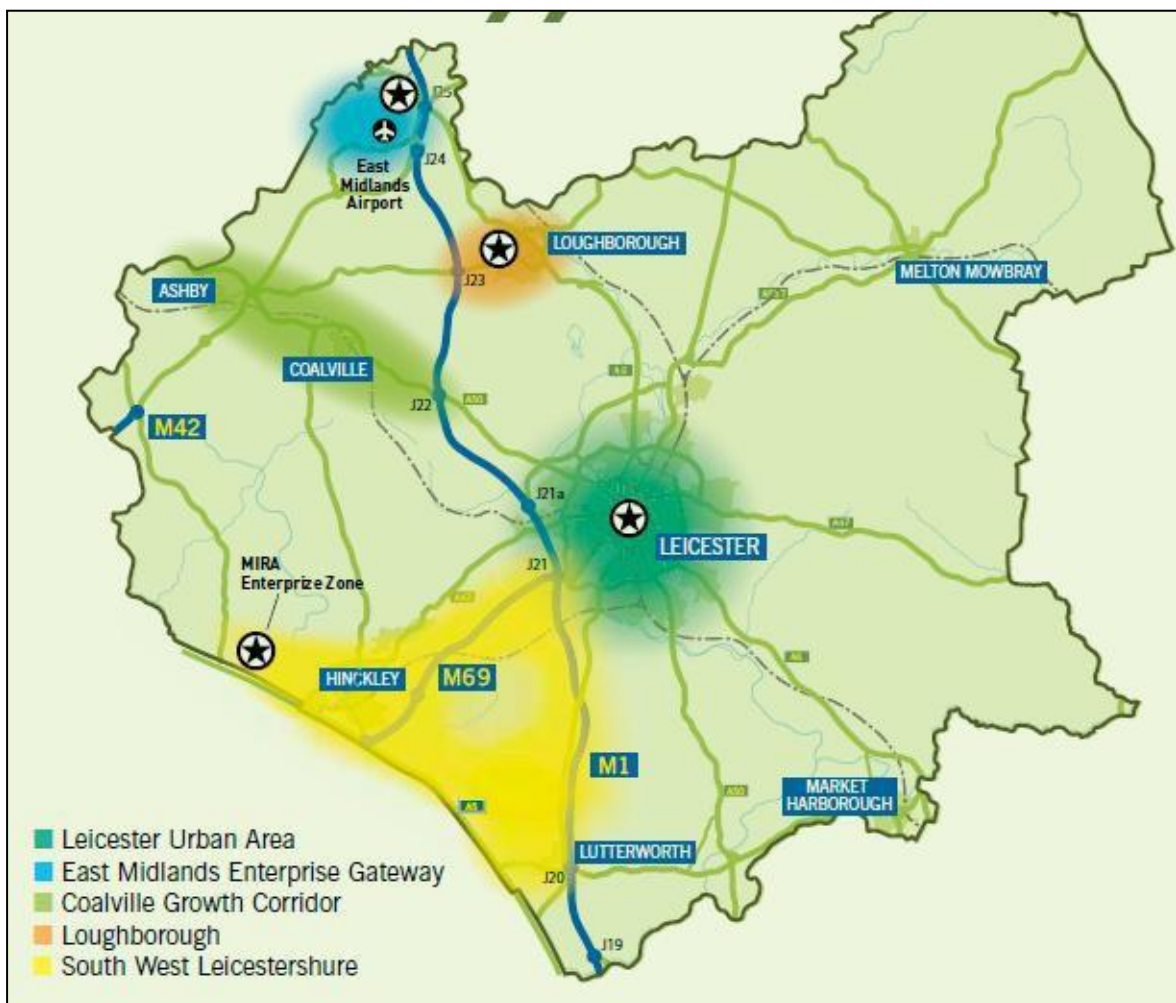 J25
J24
East
Midlands
Airport
LOUGHBOROUGH
MELTON MOWBRAY
J23
ASHBY
COALVILLE
A6
J22
A50
M42
J21a
A47
LEICESTER
J21
MIRA
Enterprize Zone
A47
HINCKLEY
M69
A6
M1
MARKET
HARBOROUGH
A5
A50
LUTTERWORTH
J20
J19
Leicester Urban Area
East Midlands Enterprise Gateway
Coalville Growth Corridor
Loughborough
South West Leicestershure